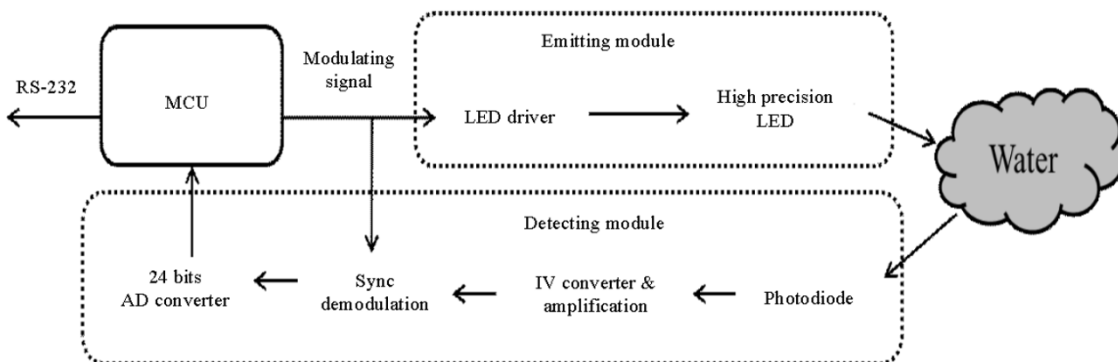 Emitting module
RS-232
MCU
Modulating
signal
LED driver
High precision
LED
Water
Detecting module
24 bits
AD converter
Sync
demodulation
IV converter &
amplification
Photodiode